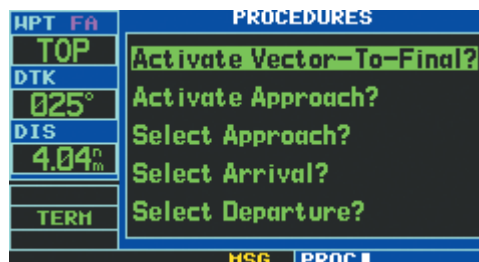 WPT FA
TOP
DTK
025°
DIS
4.04nm
TERM
PROCEDURES
Activate Vector-To-Final?
Activate Approach?
Select Approach?
Select Arrival?
Select Departure?
MSG PROC